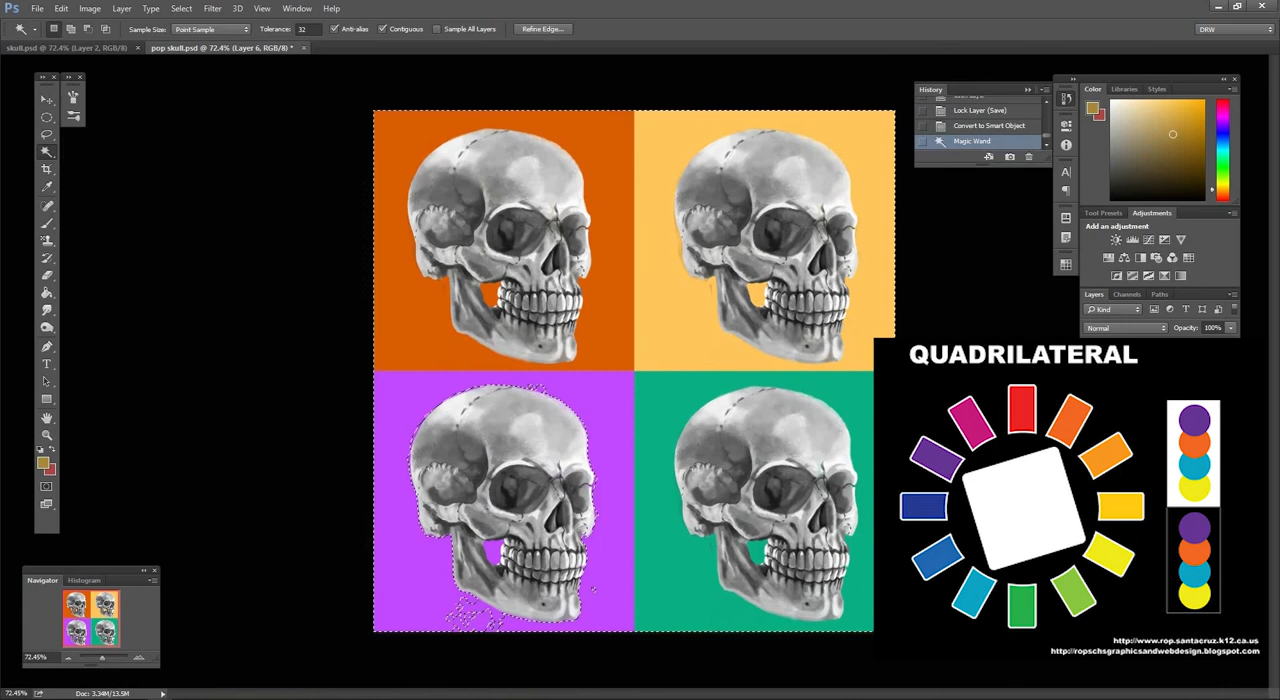 Ps File Edit Image Layer Type Select Filter 3D View Window Help
Sample Size: Point Sample Tolerance: 32 Anti-alias Contiguous Sample All Layers Refine Edge... DRW
skull.psd @ 72.4% (Layer 2, RGB/8) × pop skull.psd @ 72.4% (Layer 6, RGB/8) * ×
History
Lock Layer (Save)
Convert to Smart Object
Magic Wand
Color Libraries Styles
Tool Presets Adjustments
Add an adjustment
Layers Channels Paths
Kind
Normal Opacity: 100%
QUADRILATERAL
http://www.rop.santacruz.k12.ca.us
http://ropschsgraphicsandwebdesign.blogspot.com
Navigator Histogram
72.45%
72.45% Doc: 3.34M/13.5M